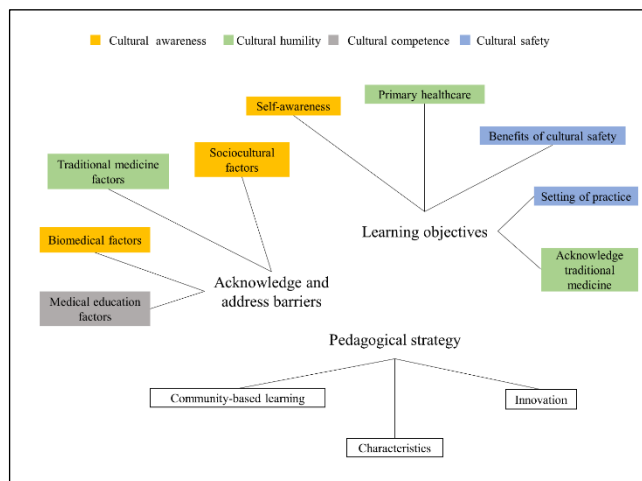 Cultural awareness Cultural humility Cultural competence Cultural safety
Primary healthcare
Self-awareness
Benefits of cultural safety
Sociocultural
factors
Traditional medicine
factors
Setting of practice
Learning objectives
Biomedical factors
Acknowledge
traditional
medicine
Acknowledge and
address barriers
Medical education
factors
Pedagogical strategy
Community-based learning
Innovation
Characteristics